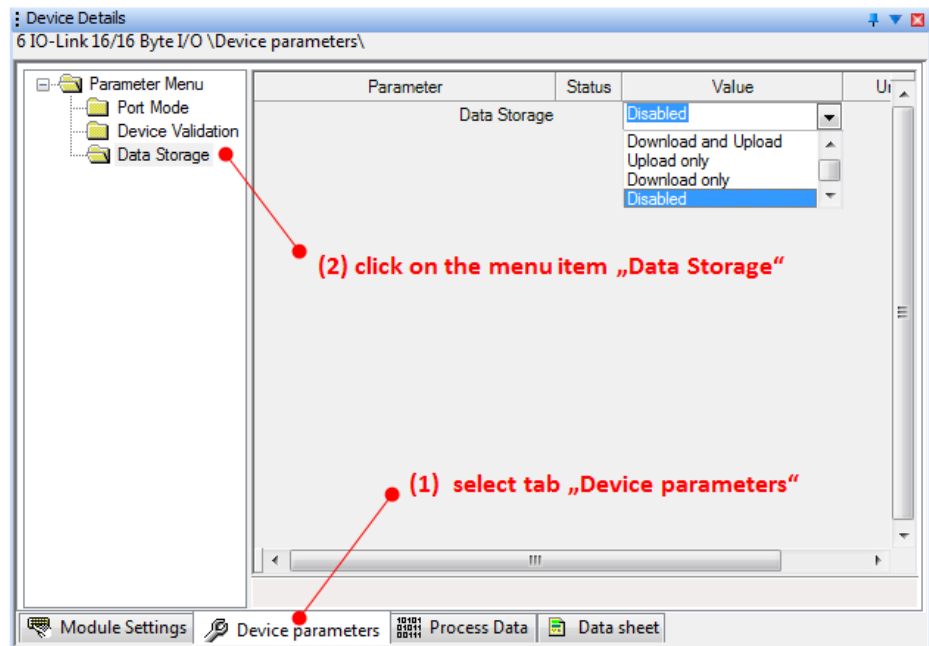 Device Details
6 IO-Link 16/16 Byte I/O \Device parameters\
Parameter Menu
Port Mode
Device Validation
Data Storage
Parameter Status Value
Data Storage Disabled
Download and Upload
Upload only
Download only
Disabled
(2) click on the menu item „Data Storage“
(1) select tab „Device parameters“
Module Settings Device parameters Process Data Data sheet